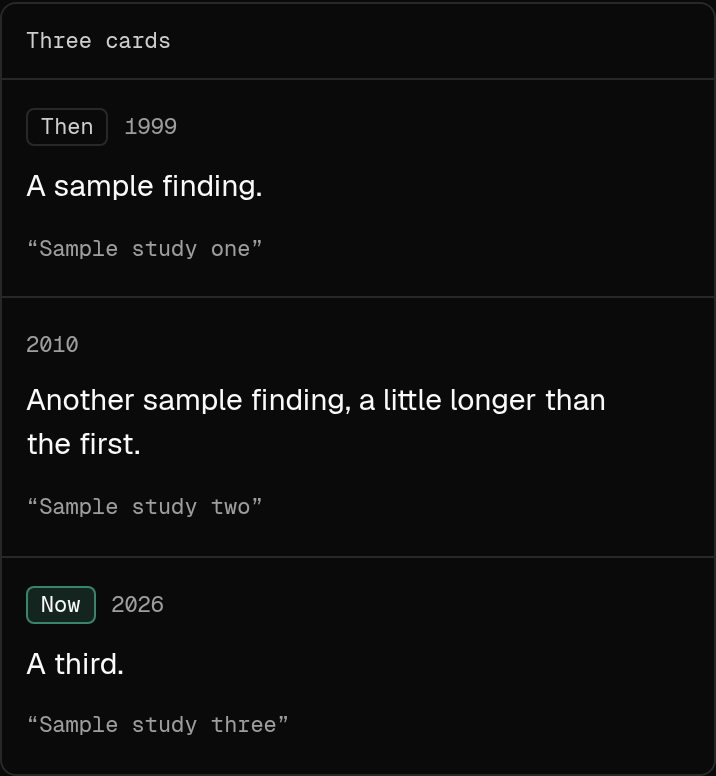 Three cards
Then 1999
A sample finding.
“Sample study one”
2010
Another sample finding, a little longer than
the first.
“Sample study two”
Now 2026
A third.
“Sample study three”